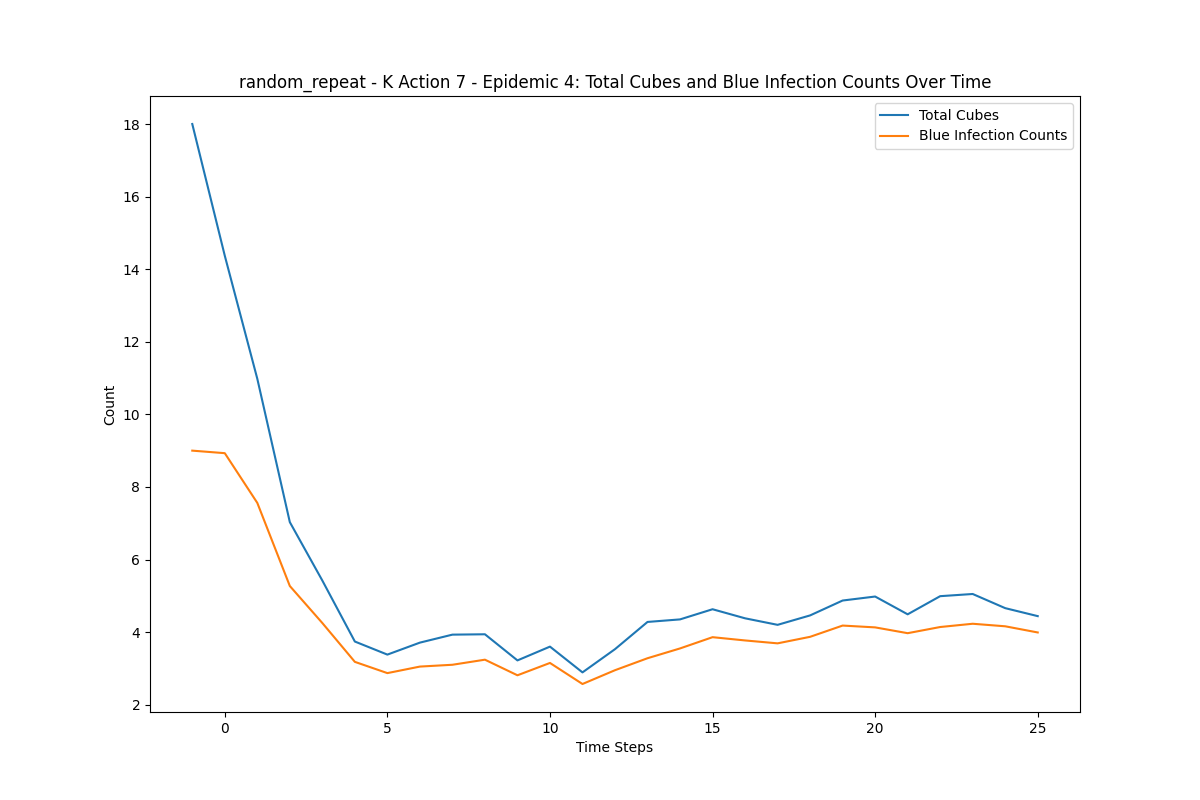 random_repeat - K Action 7 - Epidemic 4: Total Cubes and Blue Infection Counts Over Time
Total Cubes
Blue Infection Counts
18
16
14
12
10
8
6
4
2
Count
0 5 10 15 20 25
Time Steps